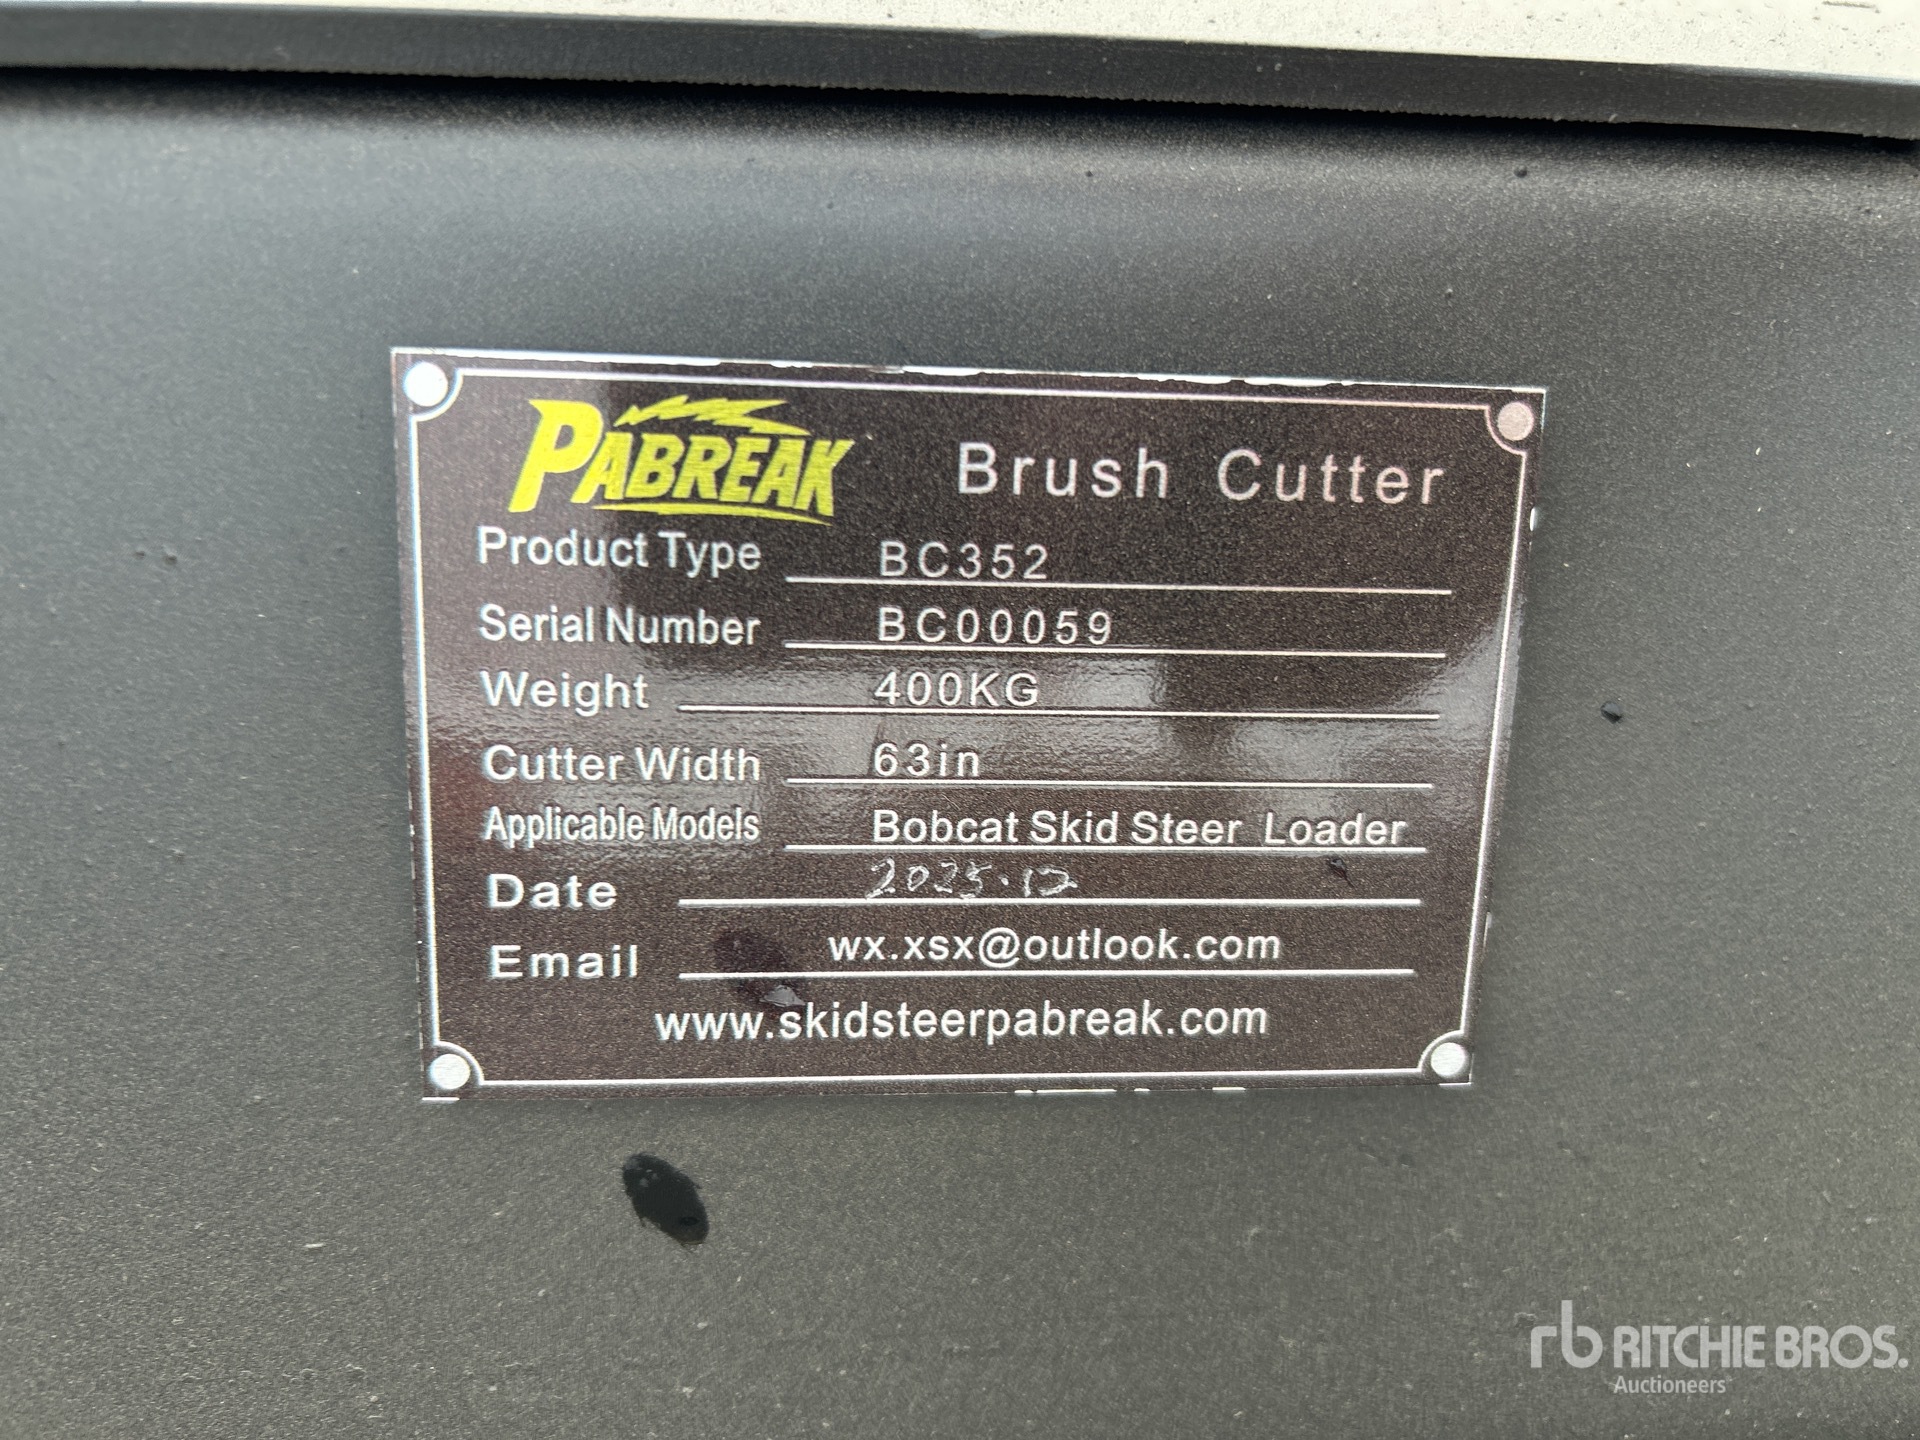 PABREAK Brush Cutter
Product Type BC352
Serial Number BC00059
Weight 400KG
Cutter Width 63in
Applicable Models Bobcat Skid Steer Loader
Date 2025.12
Email wx.xsx@outlook.com
www.skidsteerpabreak.com
rb RITCHIE BROS.
Auctioneers